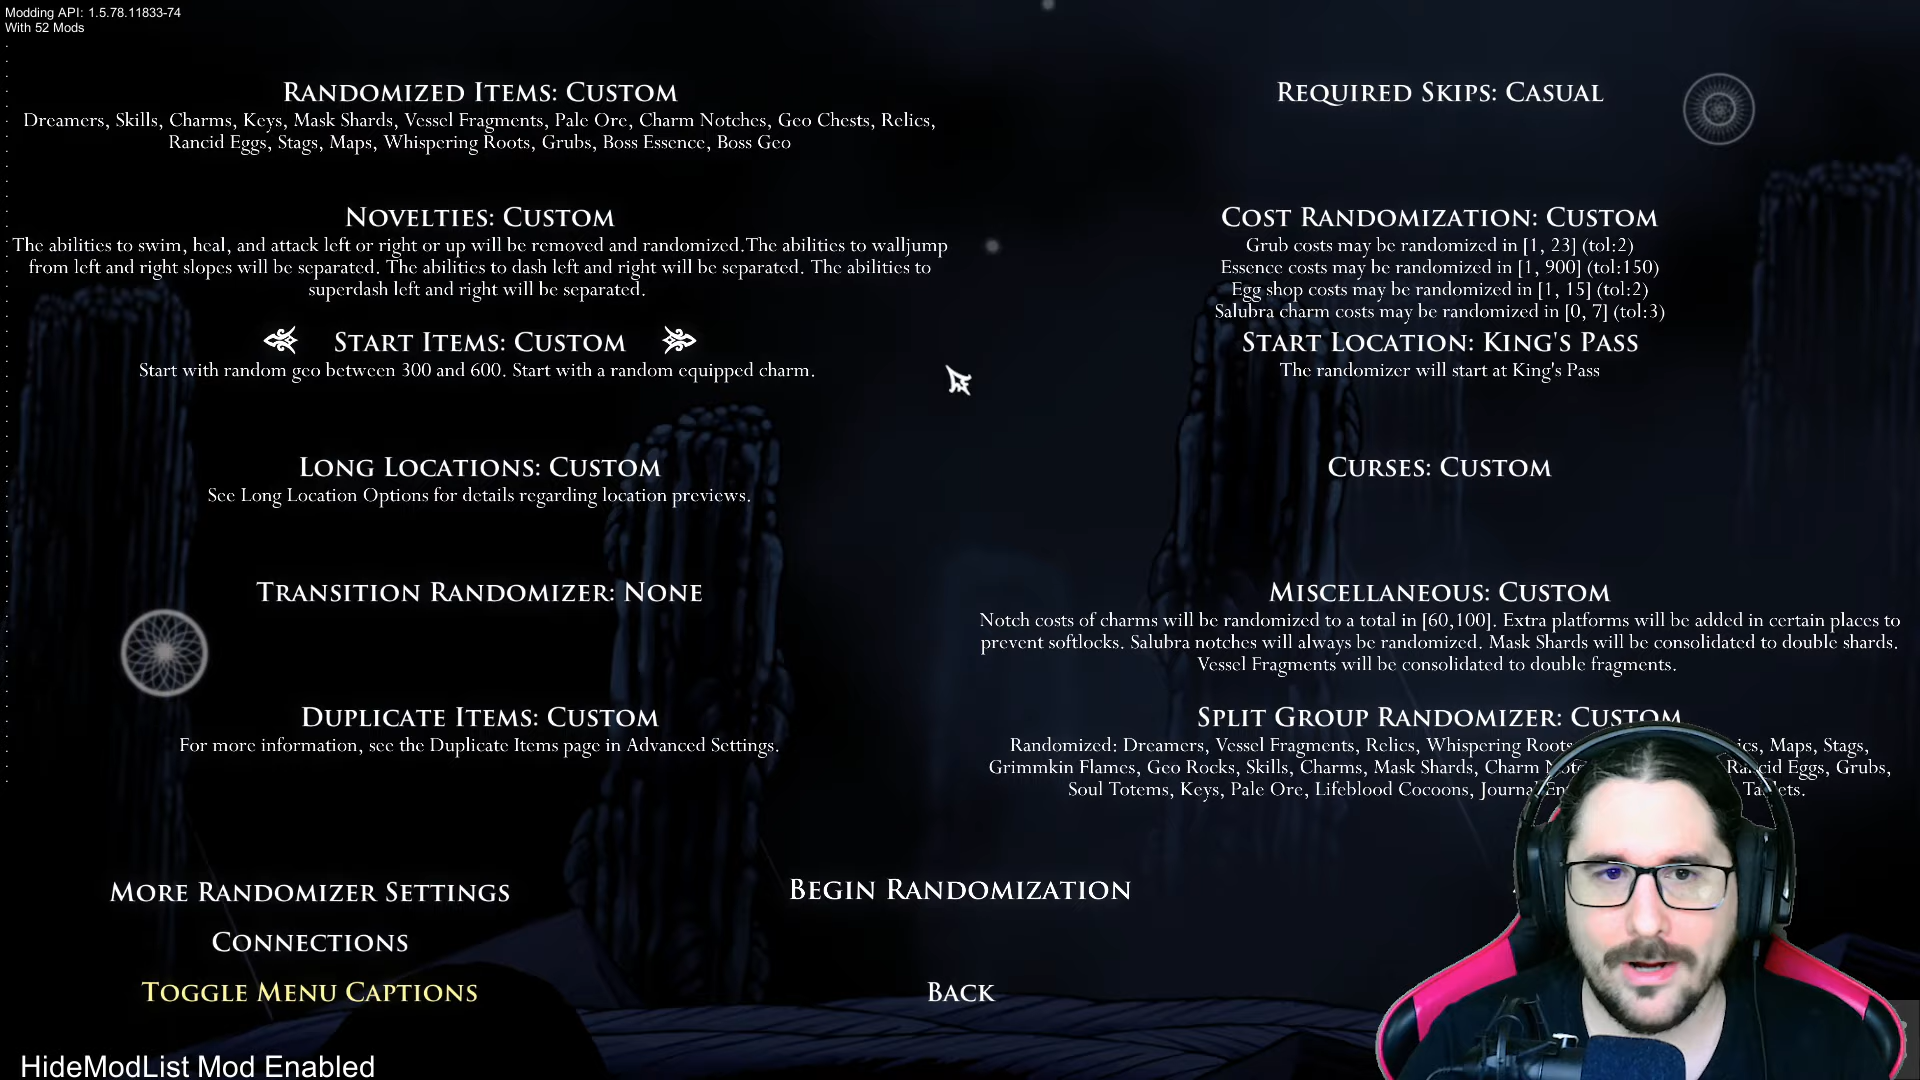 Modding API: 1.5.78.11833-74
With 52 Mods
Randomized Items: Custom
Dreamers, Skills, Charms, Keys, Mask Shards, Vessel Fragments, Pale Ore, Charm Notches, Geo Chests, Relics,
Rancid Eggs, Stags, Maps, Whispering Roots, Grubs, Boss Essence, Boss Geo
Novelties: Custom
The abilities to swim, heal, and attack left or right or up will be removed and randomized.The abilities to walljump
from left and right slopes will be separated. The abilities to dash left and right will be separated. The abilities to
superdash left and right will be separated.
Start Items: Custom
Start with random geo between 300 and 600. Start with a random equipped charm.
Long Locations: Custom
See Long Location Options for details regarding location previews.
Transition Randomizer: None
Duplicate Items: Custom
For more information, see the Duplicate Items page in Advanced Settings.
Required Skips: Casual
Cost Randomization: Custom
Grub costs may be randomized in [1, 23] (tol:2)
Essence costs may be randomized in [1, 900] (tol:150)
Egg shop costs may be randomized in [1, 15] (tol:2)
Salubra charm costs may be randomized in [0, 7] (tol:3)
Start Location: King's Pass
The randomizer will start at King's Pass
Curses: Custom
Miscellaneous: Custom
Notch costs of charms will be randomized to a total in [60,100]. Extra platforms will be added in certain places to
prevent softlocks. Salubra notches will always be randomized. Mask Shards will be consolidated to double shards.
Vessel Fragments will be consolidated to double fragments.
Split Group Randomizer: Custom
Randomized: Dreamers, Vessel Fragments, Relics, Whispering Roots Maps, Stags,
Grimmkin Flames, Geo Rocks, Skills, Charms, Mask Shards, Charm Rancid Eggs, Grubs,
Soul Totems, Keys, Pale Ore, Lifeblood Cocoons, Journal
More Randomizer Settings
Connections
Toggle Menu Captions
Begin Randomization
Back
HideModList Mod Enabled